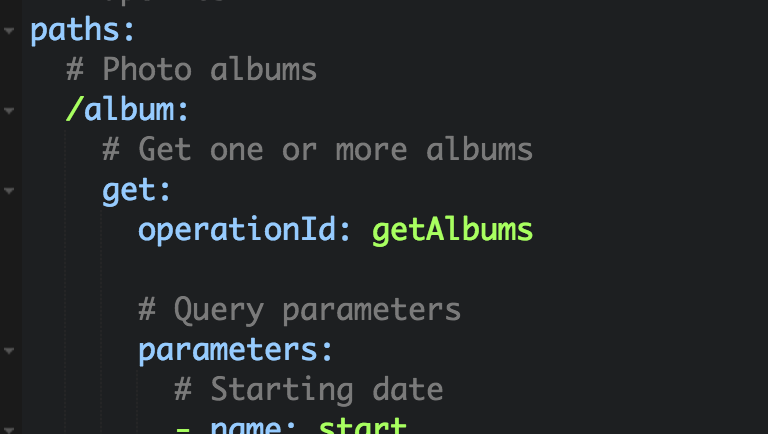 paths:
# Photo albums
/album:
# Get one or more albums
get:
operationId: getAlbums
# Query parameters
parameters:
# Starting date
- name: start